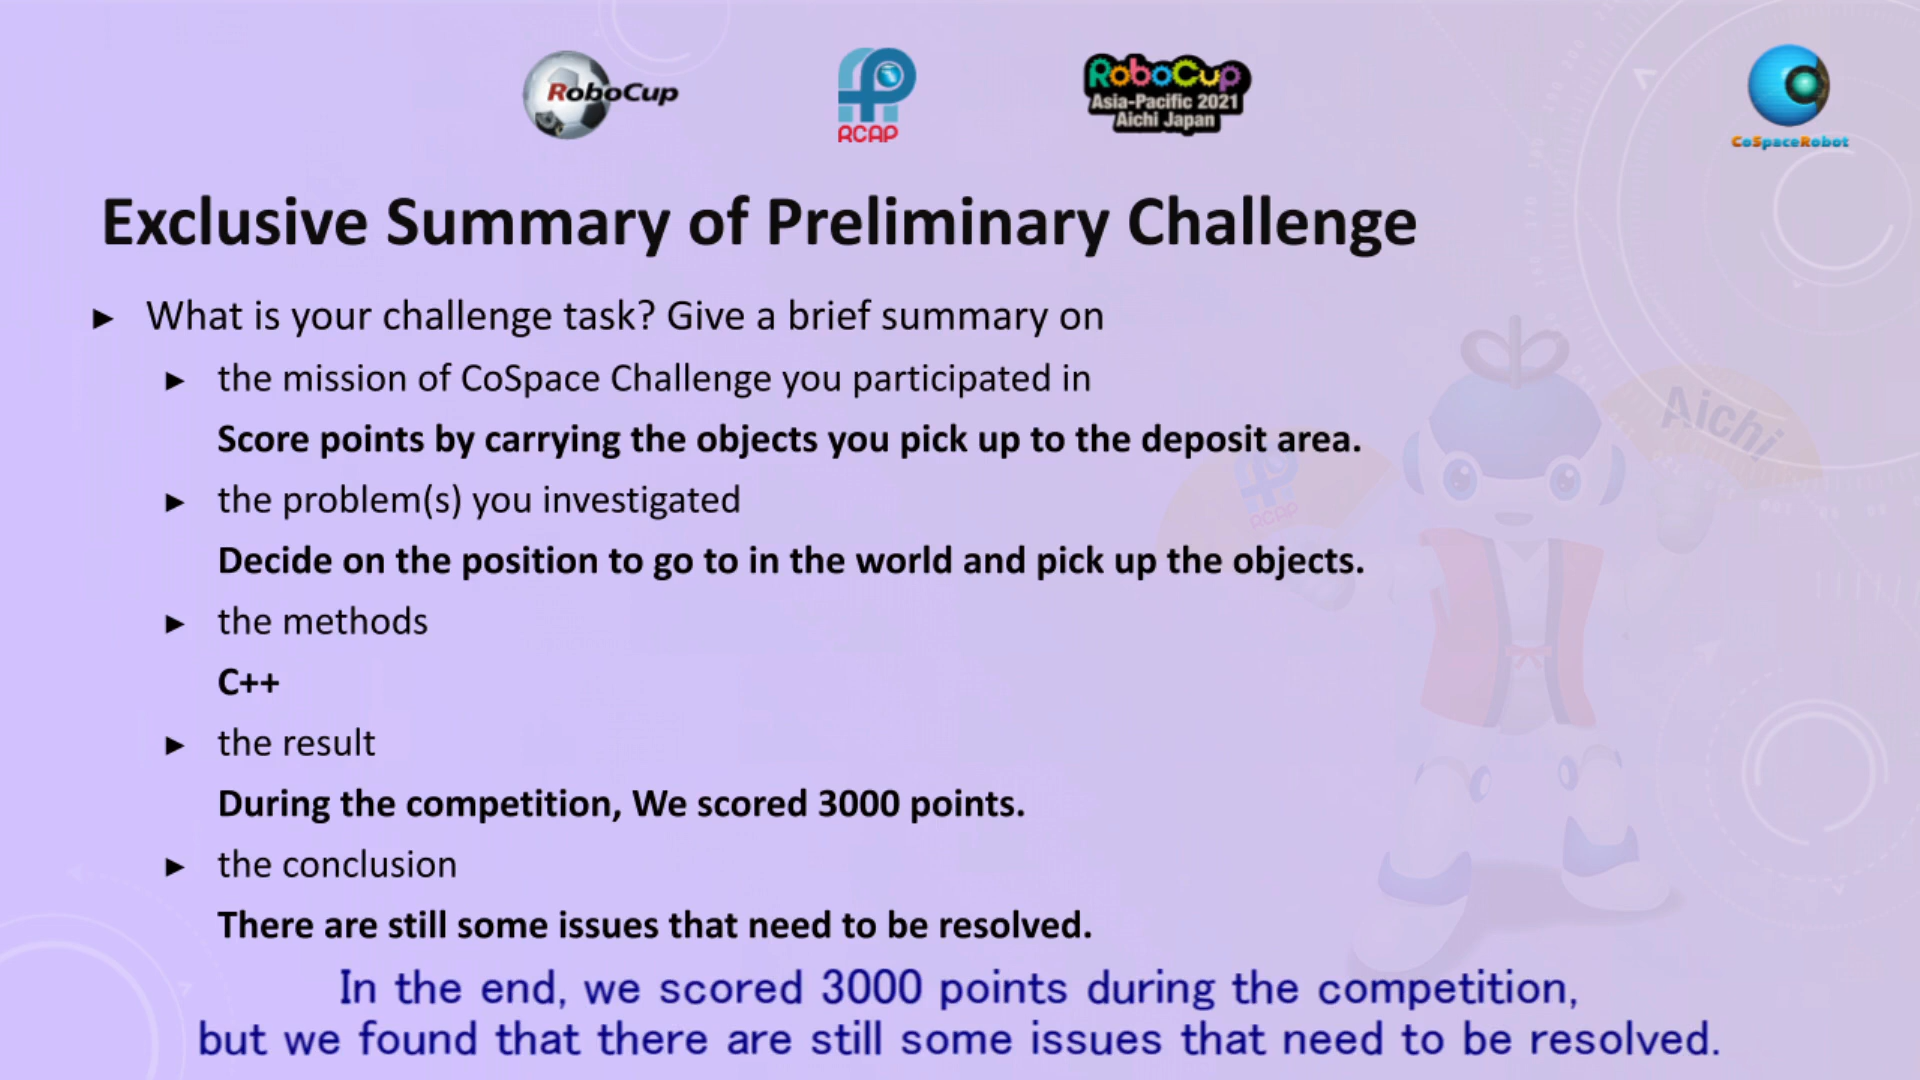 RoboCup
RCAP
RoboCup
Asia-Pacific 2021
Aichi Japan
CoSpaceRobot
Exclusive Summary of Preliminary Challenge
What is your challenge task? Give a brief summary on
the mission of CoSpace Challenge you participated in
Score points by carrying the objects you pick up to the deposit area.
the problem(s) you investigated
Decide on the position to go to in the world and pick up the objects.
the methods
C++
the result
During the competition, We scored 3000 points.
the conclusion
There are still some issues that need to be resolved.
Aichi
RCAP
In the end, we scored 3000 points during the competition,
but we found that there are still some issues that need to be resolved.